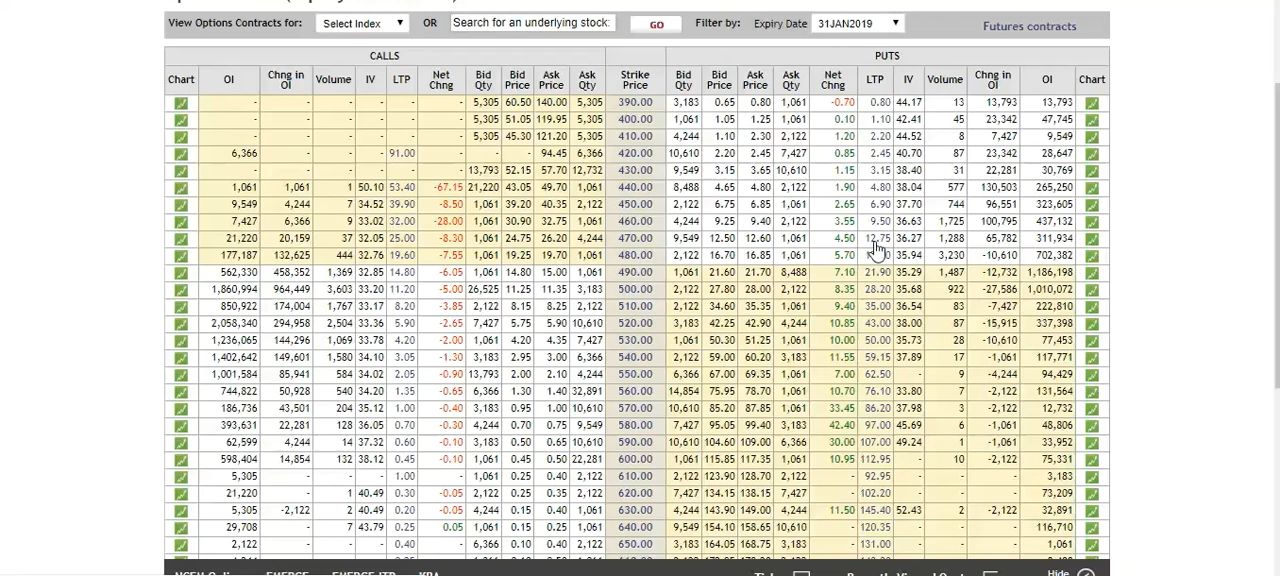 View Options Contracts for: Select Index OR Search for an underlying stock: GO Filter by: Expiry Date 31JAN2019 Futures contracts
CALLS PUTS
Chart OI Chng in OI Volume IV LTP Net Chng Bid Qty Bid Price Ask Price Ask Qty Strike Price Bid Qty Bid Price Ask Price Ask Qty Net Chng LTP IV Volume Chng in OI OI Chart
- - - - - - 5,305 60.50 140.00 5,305 390.00 3,183 0.65 0.80 1,061 -0.70 0.80 44.17 13 13,793 13,793
- - - - - - 5,305 51.05 119.95 5,305 400.00 1,061 1.05 1.25 1,061 0.10 1.10 42.41 45 23,342 47,745
- - - - - - 5,305 45.30 121.20 5,305 410.00 4,244 1.10 2.30 2,122 1.20 2.20 44.52 8 7,427 9,549
6,366 - - - 91.00 - - - 94.45 6,366 420.00 10,610 2.20 2.45 7,427 0.85 2.45 40.70 87 23,342 28,647
- - - - - - 13,793 52.15 57.70 12,732 430.00 9,549 3.15 3.65 10,610 1.15 3.15 38.40 31 22,281 30,769
1,061 1,061 1 50.10 53.40 -67.15 21,220 43.05 49.70 1,061 440.00 8,488 4.65 4.80 2,122 1.90 4.80 38.04 577 130,503 265,250
9,549 4,244 7 34.52 39.90 -8.50 1,061 39.20 40.35 2,122 450.00 2,122 6.75 6.85 1,061 2.65 6.90 37.70 744 96,551 323,605
7,427 6,366 9 33.02 32.00 -28.00 1,061 30.90 32.75 1,061 460.00 4,244 9.25 9.40 2,122 3.55 9.50 36.63 1,725 100,795 437,132
21,220 20,159 37 32.05 25.00 -8.30 1,061 24.75 26.20 4,244 470.00 9,549 12.50 12.60 1,061 4.50 12.75 36.27 1,288 65,782 311,934
177,187 132,625 444 32.76 19.60 -7.55 1,061 19.25 19.70 1,061 480.00 2,122 16.70 16.85 1,061 5.70 35.94 3,230 -10,610 702,382
562,330 458,352 1,369 32.85 14.80 -6.05 1,061 14.80 15.00 1,061 490.00 1,061 21.60 21.70 8,488 7.10 21.90 35.29 1,487 -12,732 1,186,198
1,860,994 964,449 3,603 33.20 11.20 -5.00 26,525 11.25 11.35 3,183 500.00 2,122 27.80 28.00 2,122 8.35 28.20 35.68 922 -27,586 1,010,072
850,922 174,004 1,767 33.17 8.20 -3.85 2,122 8.15 8.25 2,122 510.00 2,122 34.60 35.35 1,061 9.40 35.00 36.54 83 -7,427 222,810
2,058,340 294,958 2,504 33.36 5.90 -2.65 7,427 5.75 5.90 10,610 520.00 3,183 42.25 42.90 4,244 10.85 43.00 38.00 87 -15,915 337,398
1,236,065 144,296 1,069 33.73 4.20 -2.00 1,061 4.20 4.35 7,427 530.00 1,061 50.30 51.25 1,061 10.00 50.00 35.73 28 -10,610 77,453
1,402,642 149,601 1,580 34.10 3.05 -1.30 3,183 2.95 3.00 6,366 540.00 2,122 59.00 60.20 3,183 11.55 59.15 37.89 17 -1,061 117,771
1,001,584 85,941 584 34.02 2.05 -0.90 13,793 2.00 2.10 2,122 550.00 6,366 67.00 69.35 1,061 7.00 62.50 - 9 -4,244 94,429
744,822 50,928 540 34.21 1.35 -0.65 6,366 1.30 1.40 32,891 560.00 14,854 75.95 78.70 1,061 10.70 76.10 33.80 7 -2,122 131,564
186,736 43,501 204 35.12 1.00 -0.40 3,183 0.95 1.00 10,610 570.00 10,610 85.20 87.85 1,061 33.45 86.20 37.98 3 -2,122 12,732
393,631 22,281 128 36.03 0.70 -0.30 4,244 0.70 0.75 9,549 580.00 7,427 95.05 99.40 3,183 42.40 97.00 45.69 6 -1,061 48,806
62,599 4,244 14 37.32 0.60 -0.10 3,183 0.50 0.65 10,610 590.00 10,610 104.60 109.00 6,366 30.00 107.00 49.24 1 -1,061 33,952
598,404 14,854 132 38.12 0.45 -0.10 1,061 0.45 0.50 22,281 600.00 1,061 115.85 117.35 1,061 10.95 112.95 - 10 -2,122 75,331
5,305 - - - 1.00 - 1,061 0.25 0.40 2,122 610.00 2,122 123.90 128.70 2,122 - 92.95 - - - 3,183
21,220 - 1 40.49 0.30 -0.05 2,122 0.25 0.35 2,122 620.00 7,427 134.15 138.15 7,427 - 102.20 - - - 73,209
5,305 -2,122 2 40.49 0.20 -0.05 4,244 0.15 0.40 1,061 630.00 4,244 143.90 149.00 4,244 11.50 145.40 52.43 2 -2,122 32,891
29,708 - 7 43.79 0.25 0.05 1,061 0.15 0.25 1,061 640.00 9,549 154.10 158.65 10,610 - 120.35 - - - 116,710
2,122 - - - 0.40 - 6,366 0.10 0.40 2,122 650.00 3,183 164.05 168.75 3,183 - 131.00 - - - 1,061
Hide